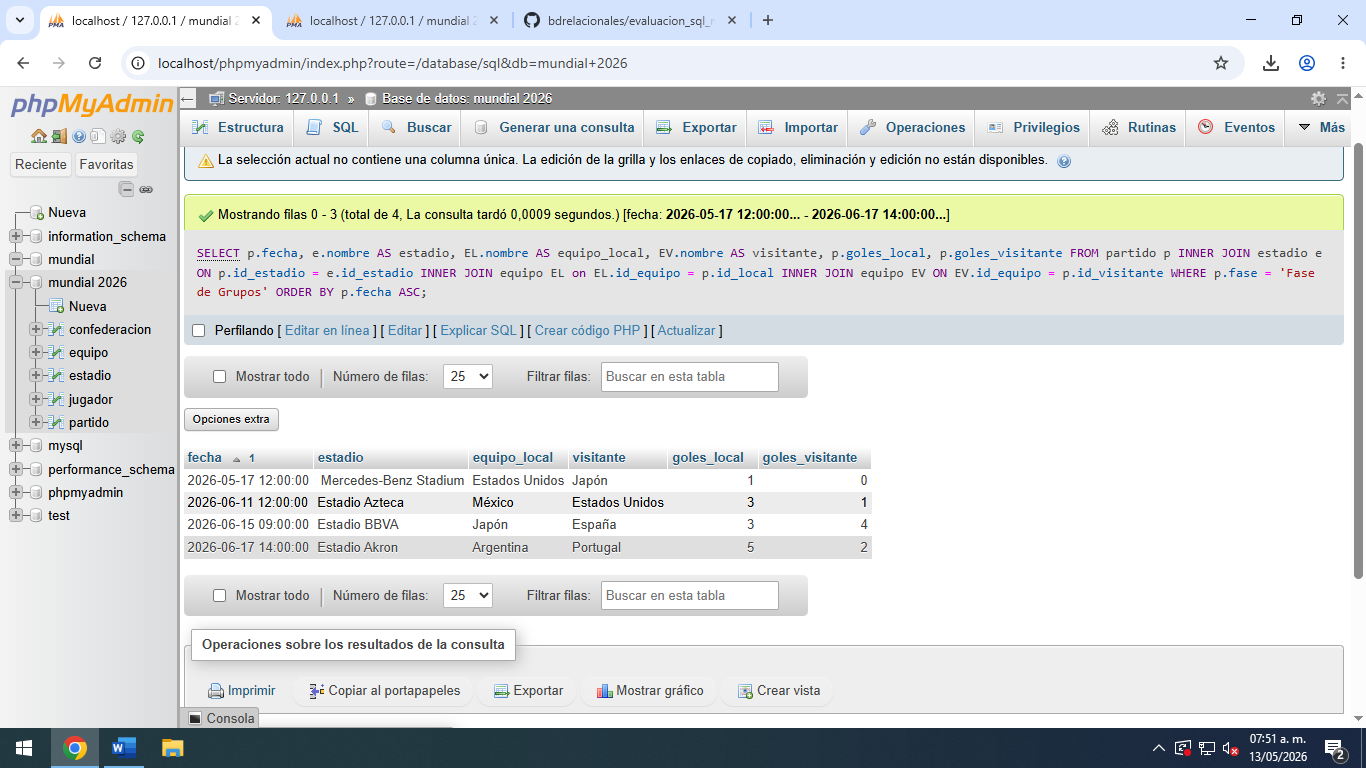 localhost / 127.0.0.1 / mundial 2
localhost / 127.0.0.1 / mundial 2
bdrelacionales/evaluacion_sql_
localhost/phpmyadmin/index.php?route=/database/sql&db=mundial+2026
phpMyAdmin
Reciente
Favoritas
Nueva
information_schema
mundial
mundial 2026
Nueva
confederacion
equipo
estadio
jugador
partido
mysql
performance_schema
phpmyadmin
test
Servidor: 127.0.0.1 » Base de datos: mundial 2026
Estructura SQL Buscar Generar una consulta Exportar Importar Operaciones Privilegios Rutinas Eventos Más
La selección actual no contiene una columna única. La edición de la grilla y los enlaces de copiado, eliminación y edición no están disponibles.
Mostrando filas 0 - 3 (total de 4, La consulta tardó 0,0009 segundos.) [fecha: 2026-05-17 12:00:00... - 2026-06-17 14:00:00...]
SELECT p.fecha, e.nombre AS estadio, EL.nombre AS equipo_local, EV.nombre AS visitante, p.goles_local, p.goles_visitante FROM partido p INNER JOIN estadio e
ON p.id_estadio = e.id_estadio INNER JOIN equipo EL on EL.id_equipo = p.id_local INNER JOIN equipo EV ON EV.id_equipo = p.id_visitante WHERE p.fase = 'Fase
de Grupos' ORDER BY p.fecha ASC;
Perfilando [ Editar en línea ] [ Editar ] [ Explicar SQL ] [ Crear código PHP ] [ Actualizar ]
Mostrar todo | Número de filas: 25 Filtrar filas: Buscar en esta tabla
Opciones extra
fecha 1 estadio equipo_local visitante goles_local goles_visitante
2026-05-17 12:00:00 Mercedes-Benz Stadium Estados Unidos Japón 1 0
2026-06-11 12:00:00 Estadio Azteca México Estados Unidos 3 1
2026-06-15 09:00:00 Estadio BBVA Japón España 3 4
2026-06-17 14:00:00 Estadio Akron Argentina Portugal 5 2
Mostrar todo | Número de filas: 25 Filtrar filas: Buscar en esta tabla
Operaciones sobre los resultados de la consulta
Imprimir Copiar al portapapeles Exportar Mostrar gráfico Crear vista
Consola
07:51 a. m.
13/05/2026
2